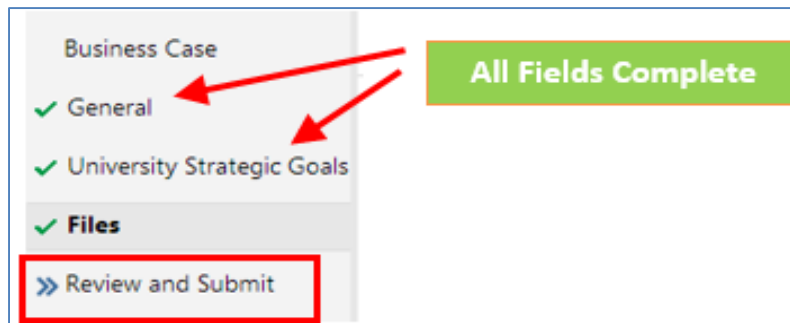 Business Case
All Fields Complete
General
University Strategic Goals
Files
Review and Submit